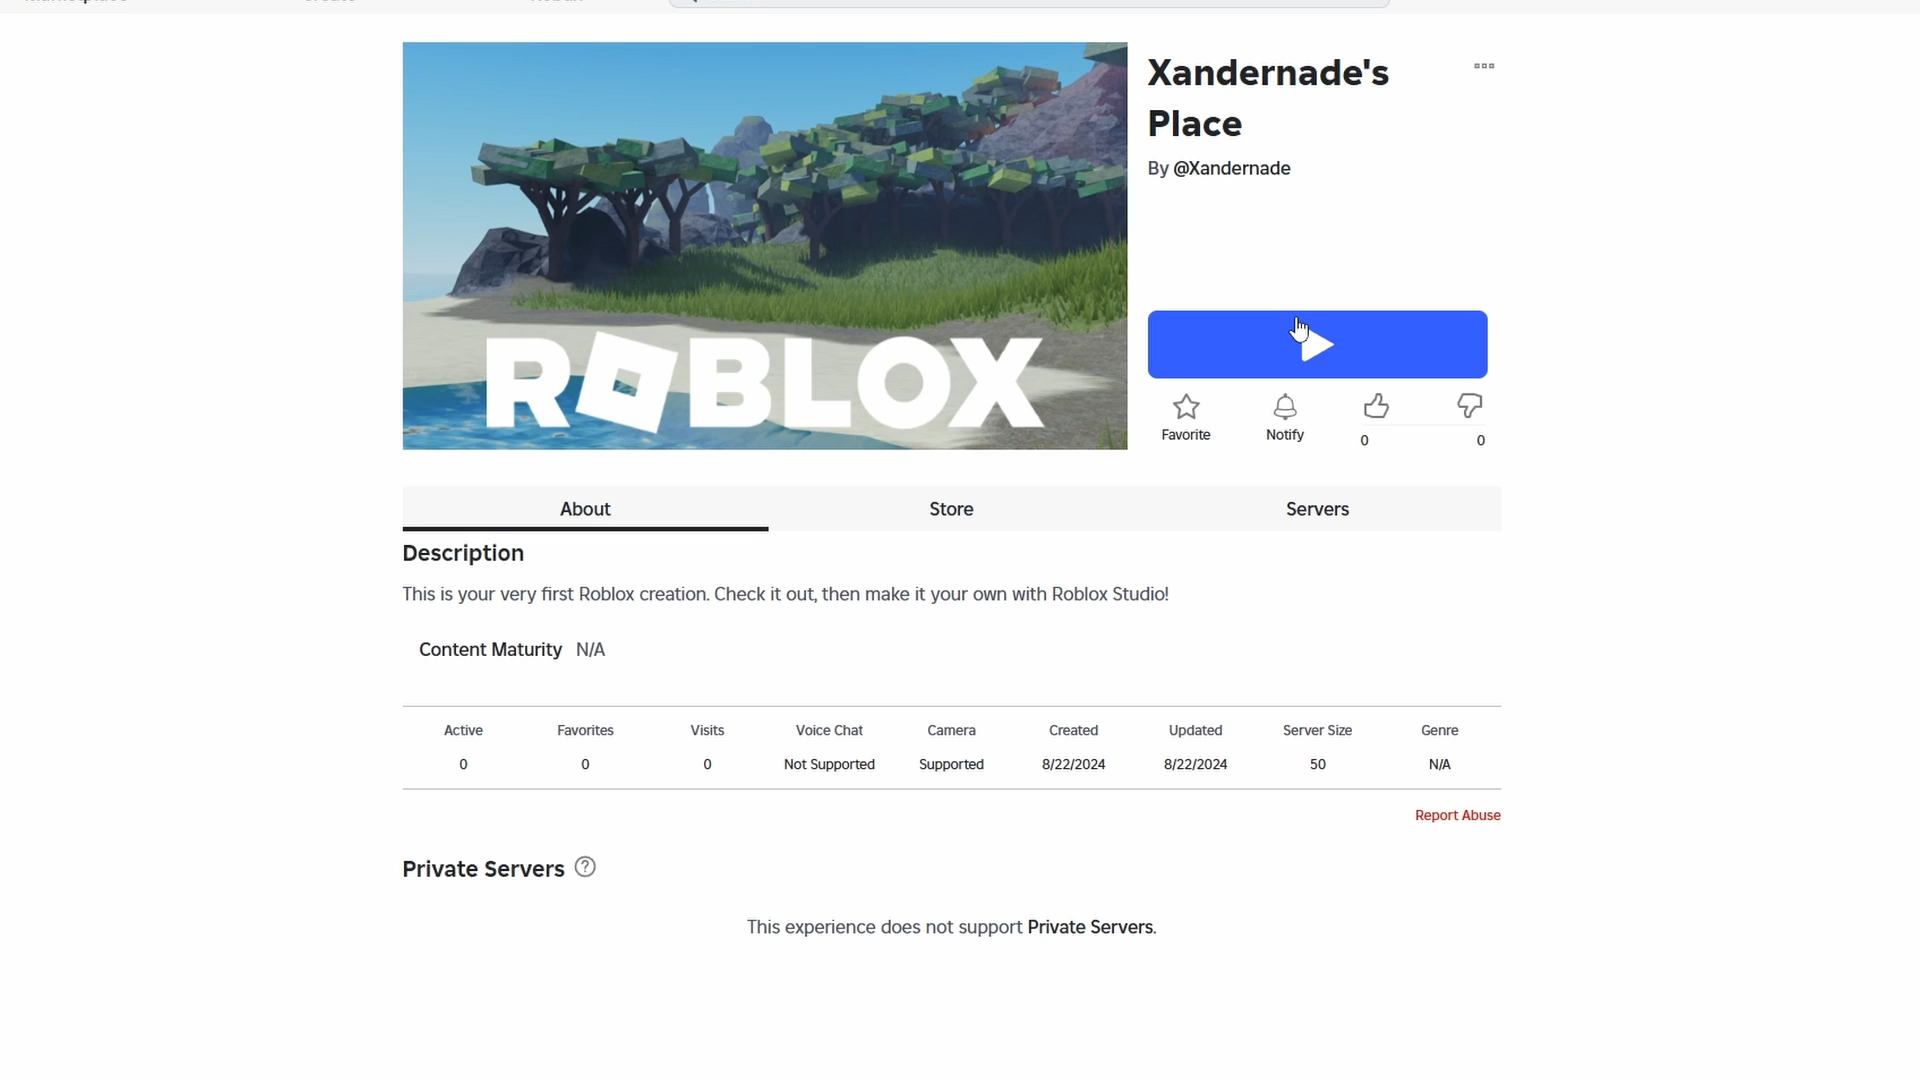 Xandernade's
Place
By @Xandernade
ROBLOX
Favorite
Notify
0
0
About
Store
Servers
Description
This is your very first Roblox creation. Check it out, then make it your own with Roblox Studio!
Content Maturity N/A
Active Favorites Visits Voice Chat Camera Created Updated Server Size Genre
0 0 0 Not Supported Supported 8/22/2024 8/22/2024 50 N/A
Report Abuse
Private Servers ?
This experience does not support Private Servers.